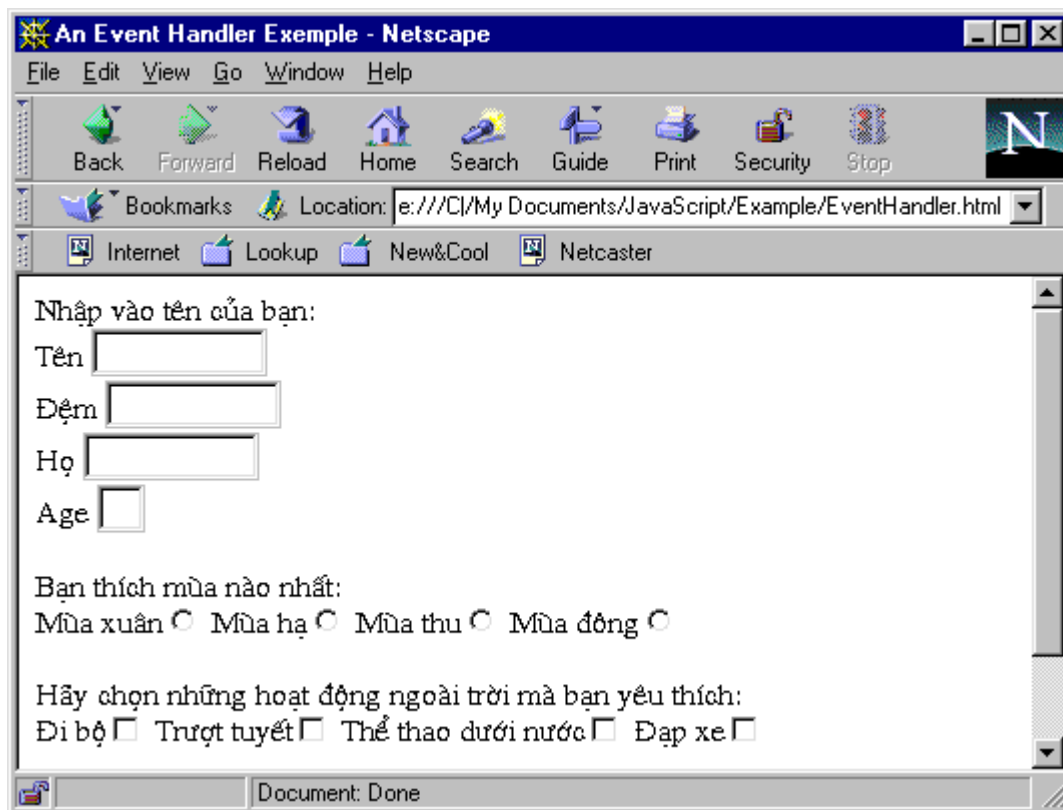 An Event Handler Exemple - Netscape
File Edit View Go Window Help
Back Forward Reload Home Search Guide Print Security Stop
N
Bookmarks Location: e:///C|/My Documents/JavaScript/Example/EventHandler.html
Internet Lookup New&Cool Netcaster
Nhập vào tên của bạn:
Tên
Đệm
Họ
Age
Bạn thích mùa nào nhất:
Mùa xuân Mùa hạ Mùa thu Mùa đông
Hãy chọn những hoạt động ngoài trời mà bạn yêu thích:
Đi bộ Trượt tuyết Thể thao dưới nước Đạp xe
Document: Done